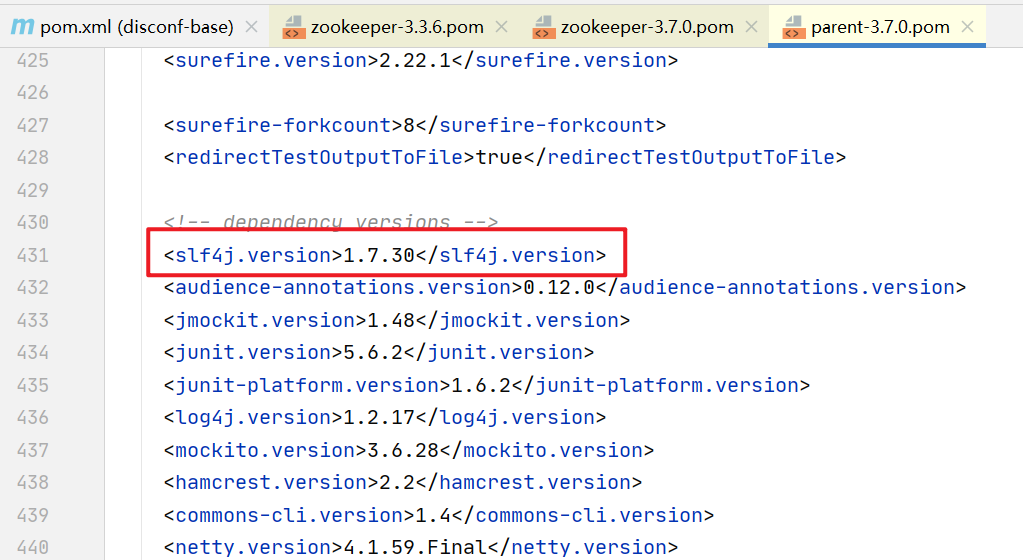 m pom.xml (disconf-base) × zookeeper-3.3.6.pom × zookeeper-3.7.0.pom × parent-3.7.0.pom ×
425 <surefire.version>2.22.1</surefire.version>
426
427 <surefire-forkcount>8</surefire-forkcount>
428 <redirectTestOutputToFile>true</redirectTestOutputToFile>
429
430 <!-- dependency versions -->
431 <slf4j.version>1.7.30</slf4j.version>
432 <audience-annotations.version>0.12.0</audience-annotations.version>
433 <jmockit.version>1.48</jmockit.version>
434 <junit.version>5.6.2</junit.version>
435 <junit-platform.version>1.6.2</junit-platform.version>
436 <log4j.version>1.2.17</log4j.version>
437 <mockito.version>3.6.28</mockito.version>
438 <hamcrest.version>2.2</hamcrest.version>
439 <commons-cli.version>1.4</commons-cli.version>
440 <netty.version>4.1.59.Final</netty.version>